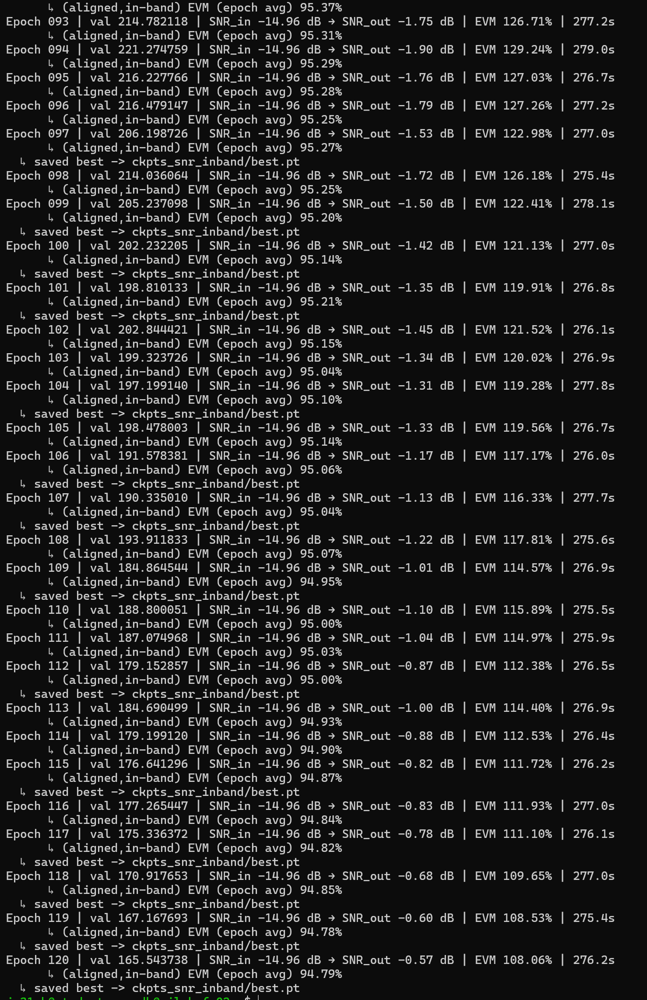 ↳ (aligned,in-band) EVM (epoch avg) 95.37%
Epoch 093 | val 214.782118 | SNR_in -14.96 dB → SNR_out -1.75 dB | EVM 126.71% | 277.2s
↳ (aligned,in-band) EVM (epoch avg) 95.31%
Epoch 094 | val 221.274759 | SNR_in -14.96 dB → SNR_out -1.90 dB | EVM 129.24% | 279.0s
↳ (aligned,in-band) EVM (epoch avg) 95.29%
Epoch 095 | val 216.227766 | SNR_in -14.96 dB → SNR_out -1.76 dB | EVM 127.03% | 276.7s
↳ (aligned,in-band) EVM (epoch avg) 95.28%
Epoch 096 | val 216.479147 | SNR_in -14.96 dB → SNR_out -1.79 dB | EVM 127.26% | 277.2s
↳ (aligned,in-band) EVM (epoch avg) 95.25%
Epoch 097 | val 206.198726 | SNR_in -14.96 dB → SNR_out -1.53 dB | EVM 122.98% | 277.0s
↳ (aligned,in-band) EVM (epoch avg) 95.27%
↳ saved best -> ckpts_snr_inband/best.pt
Epoch 098 | val 214.036064 | SNR_in -14.96 dB → SNR_out -1.72 dB | EVM 126.18% | 275.4s
↳ (aligned,in-band) EVM (epoch avg) 95.25%
Epoch 099 | val 205.237098 | SNR_in -14.96 dB → SNR_out -1.50 dB | EVM 122.41% | 278.1s
↳ (aligned,in-band) EVM (epoch avg) 95.20%
↳ saved best -> ckpts_snr_inband/best.pt
Epoch 100 | val 202.232205 | SNR_in -14.96 dB → SNR_out -1.42 dB | EVM 121.13% | 277.0s
↳ (aligned,in-band) EVM (epoch avg) 95.14%
↳ saved best -> ckpts_snr_inband/best.pt
Epoch 101 | val 198.810133 | SNR_in -14.96 dB → SNR_out -1.35 dB | EVM 119.91% | 276.8s
↳ (aligned,in-band) EVM (epoch avg) 95.21%
↳ saved best -> ckpts_snr_inband/best.pt
Epoch 102 | val 202.844421 | SNR_in -14.96 dB → SNR_out -1.45 dB | EVM 121.52% | 276.1s
↳ (aligned,in-band) EVM (epoch avg) 95.15%
Epoch 103 | val 199.323726 | SNR_in -14.96 dB → SNR_out -1.34 dB | EVM 120.02% | 276.9s
↳ (aligned,in-band) EVM (epoch avg) 95.04%
Epoch 104 | val 197.199140 | SNR_in -14.96 dB → SNR_out -1.31 dB | EVM 119.28% | 277.8s
↳ (aligned,in-band) EVM (epoch avg) 95.10%
↳ saved best -> ckpts_snr_inband/best.pt
Epoch 105 | val 198.478003 | SNR_in -14.96 dB → SNR_out -1.33 dB | EVM 119.56% | 276.7s
↳ (aligned,in-band) EVM (epoch avg) 95.14%
Epoch 106 | val 191.578381 | SNR_in -14.96 dB → SNR_out -1.17 dB | EVM 117.17% | 276.0s
↳ (aligned,in-band) EVM (epoch avg) 95.06%
↳ saved best -> ckpts_snr_inband/best.pt
Epoch 107 | val 190.335010 | SNR_in -14.96 dB → SNR_out -1.13 dB | EVM 116.33% | 277.7s
↳ (aligned,in-band) EVM (epoch avg) 95.04%
↳ saved best -> ckpts_snr_inband/best.pt
Epoch 108 | val 193.911833 | SNR_in -14.96 dB → SNR_out -1.22 dB | EVM 117.81% | 275.6s
↳ (aligned,in-band) EVM (epoch avg) 95.07%
Epoch 109 | val 184.864544 | SNR_in -14.96 dB → SNR_out -1.01 dB | EVM 114.57% | 276.9s
↳ (aligned,in-band) EVM (epoch avg) 94.95%
↳ saved best -> ckpts_snr_inband/best.pt
Epoch 110 | val 188.800051 | SNR_in -14.96 dB → SNR_out -1.10 dB | EVM 115.89% | 275.5s
↳ (aligned,in-band) EVM (epoch avg) 95.00%
Epoch 111 | val 187.074968 | SNR_in -14.96 dB → SNR_out -1.04 dB | EVM 114.97% | 275.9s
↳ (aligned,in-band) EVM (epoch avg) 95.03%
Epoch 112 | val 179.152857 | SNR_in -14.96 dB → SNR_out -0.87 dB | EVM 112.38% | 276.5s
↳ (aligned,in-band) EVM (epoch avg) 95.00%
↳ saved best -> ckpts_snr_inband/best.pt
Epoch 113 | val 184.690499 | SNR_in -14.96 dB → SNR_out -1.00 dB | EVM 114.40% | 276.9s
↳ (aligned,in-band) EVM (epoch avg) 94.93%
Epoch 114 | val 179.199120 | SNR_in -14.96 dB → SNR_out -0.88 dB | EVM 112.53% | 276.4s
↳ (aligned,in-band) EVM (epoch avg) 94.90%
Epoch 115 | val 176.641296 | SNR_in -14.96 dB → SNR_out -0.82 dB | EVM 111.72% | 276.2s
↳ (aligned,in-band) EVM (epoch avg) 94.87%
↳ saved best -> ckpts_snr_inband/best.pt
Epoch 116 | val 177.265447 | SNR_in -14.96 dB → SNR_out -0.83 dB | EVM 111.93% | 277.0s
↳ (aligned,in-band) EVM (epoch avg) 94.84%
Epoch 117 | val 175.336372 | SNR_in -14.96 dB → SNR_out -0.78 dB | EVM 111.10% | 276.1s
↳ (aligned,in-band) EVM (epoch avg) 94.82%
↳ saved best -> ckpts_snr_inband/best.pt
Epoch 118 | val 170.917653 | SNR_in -14.96 dB → SNR_out -0.68 dB | EVM 109.65% | 277.0s
↳ (aligned,in-band) EVM (epoch avg) 94.85%
↳ saved best -> ckpts_snr_inband/best.pt
Epoch 119 | val 167.167693 | SNR_in -14.96 dB → SNR_out -0.60 dB | EVM 108.53% | 275.4s
↳ (aligned,in-band) EVM (epoch avg) 94.78%
↳ saved best -> ckpts_snr_inband/best.pt
Epoch 120 | val 165.543738 | SNR_in -14.96 dB → SNR_out -0.57 dB | EVM 108.06% | 276.2s
↳ (aligned,in-band) EVM (epoch avg) 94.79%
↳ saved best -> ckpts_snr_inband/best.pt